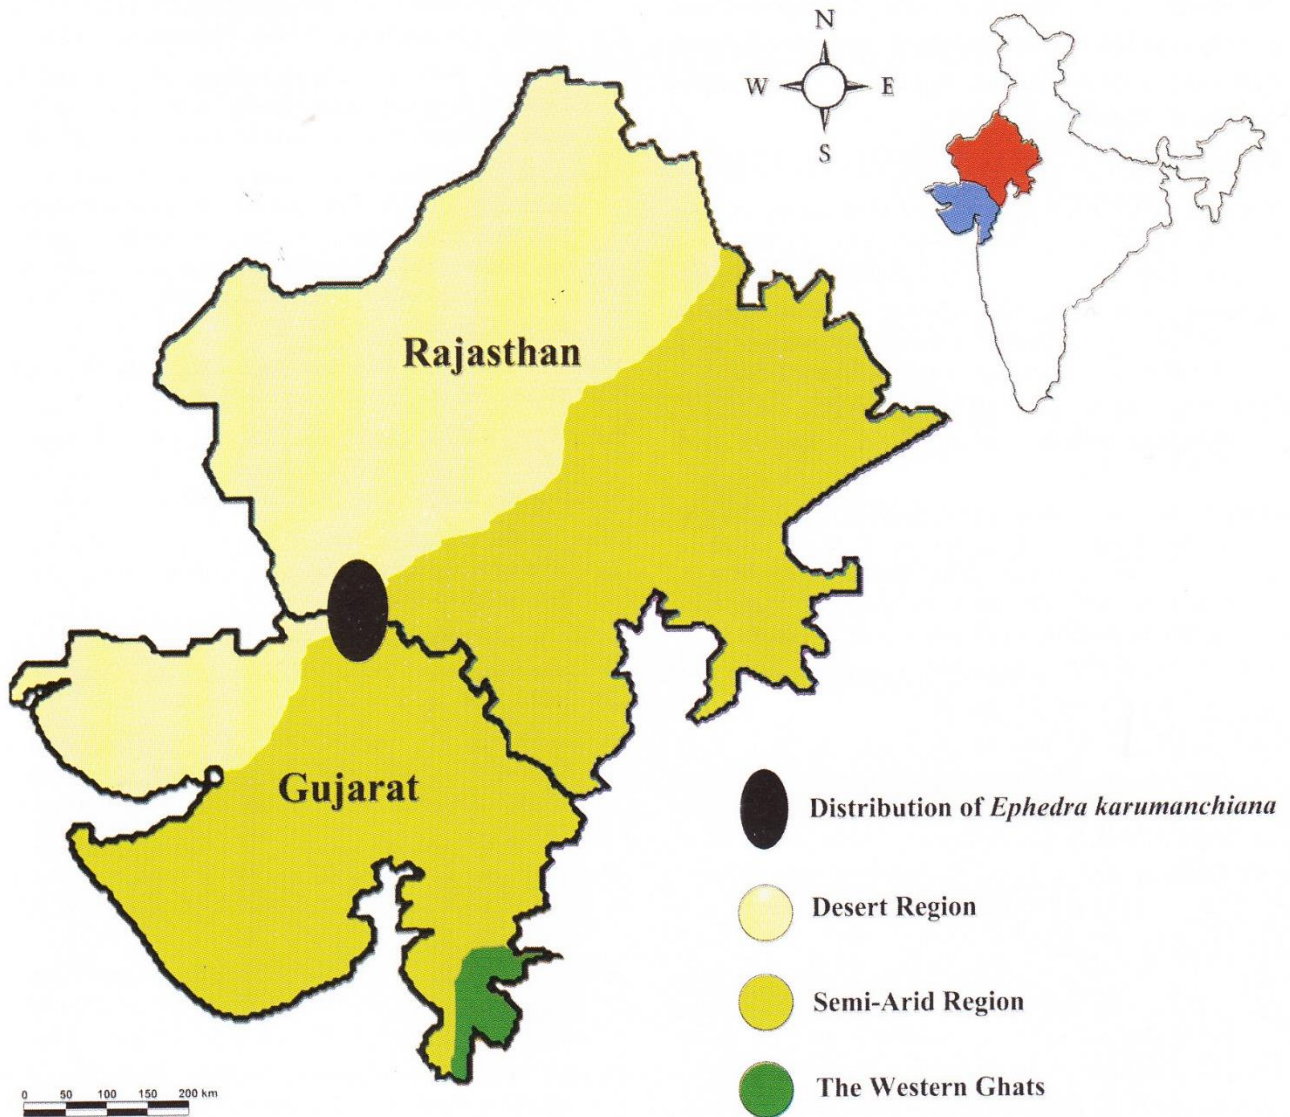 N
W E
S
Rajasthan
Gujarat
Distribution of Ephedra karumanchiana
Desert Region
Semi-Arid Region
The Western Ghats
0 50 100 150 200 km